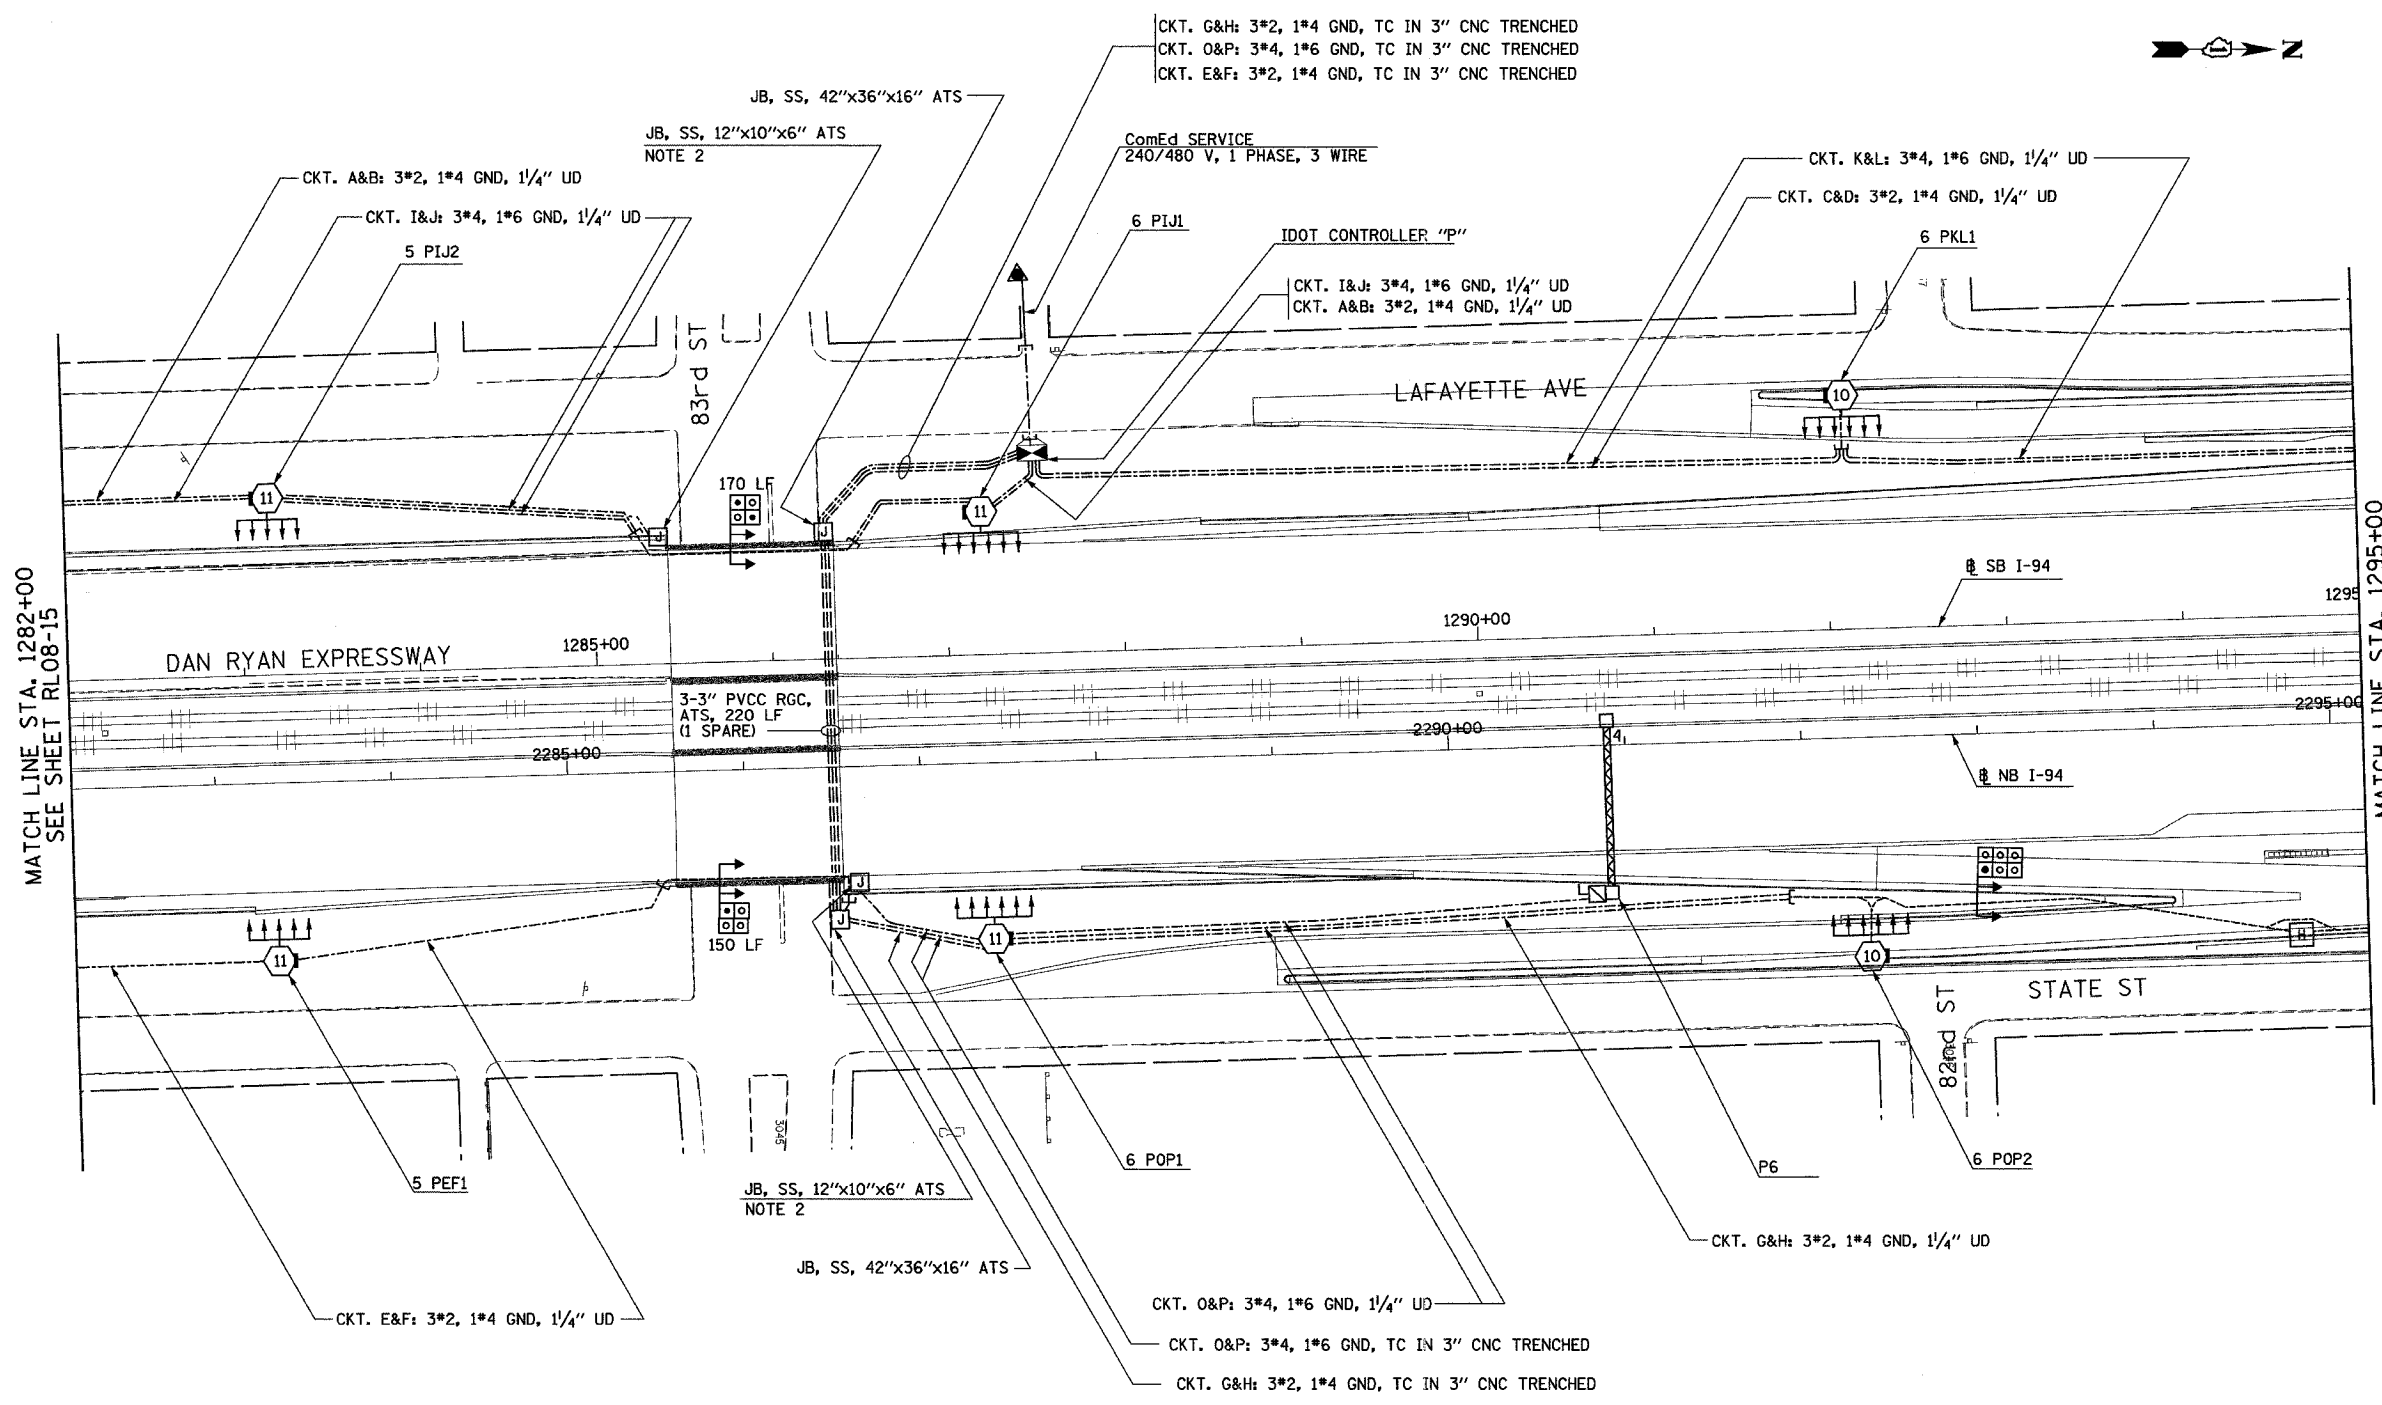 CKT. G&H: 3#2, 1#4 GND, TC IN 3" CNC TRENCHED
CKT. O&P: 3#4, 1#6 GND, TC IN 3" CNC TRENCHED
CKT. E&F: 3#2, 1#4 GND, TC IN 3" CNC TRENCHED
N
JB, SS, 42"x36"x16" ATS
JB, SS, 12"x10"x6" ATS
NOTE 2
ComEd SERVICE
240/480 V, 1 PHASE, 3 WIRE
CKT. K&L: 3#4, 1#6 GND, 1¼" UD
CKT. A&B: 3#2, 1#4 GND, 1¼" UD
CKT. C&D: 3#2, 1#4 GND, 1¼" UD
CKT. I&J: 3#4, 1#6 GND, 1¼" UD
5 PIJ2
6 PIJ1
IDOT CONTROLLER "P"
6 PKL1
CKT. I&J: 3#4, 1#6 GND, 1¼" UD
CKT. A&B: 3#2, 1#4 GND, 1¼" UD
83rd ST
LAFAYETTE AVE
10
11
170 LF
11
J
J
MATCH LINE STA. 1282+00
SEE SHEET RL08-15
MATCH LINE STA. 1295+00
℄ SB I-94
1295
1290+00
1285+00
DAN RYAN EXPRESSWAY
3-3" PVCC RGC,
ATS, 220 LF
(1 SPARE)
2295+00
2290+00
2285+00
4
℄ NB I-94
J
J
150 LF
11
11
10
H
STATE ST
82nd ST
3045
5 PEF1
6 POP1
P6
6 POP2
JB, SS, 12"x10"x6" ATS
NOTE 2
CKT. G&H: 3#2, 1#4 GND, 1¼" UD
JB, SS, 42"x36"x16" ATS
CKT. O&P: 3#4, 1#6 GND, 1¼" UD
CKT. E&F: 3#2, 1#4 GND, 1¼" UD
CKT. O&P: 3#4, 1#6 GND, TC IN 3" CNC TRENCHED
CKT. G&H: 3#2, 1#4 GND, TC IN 3" CNC TRENCHED